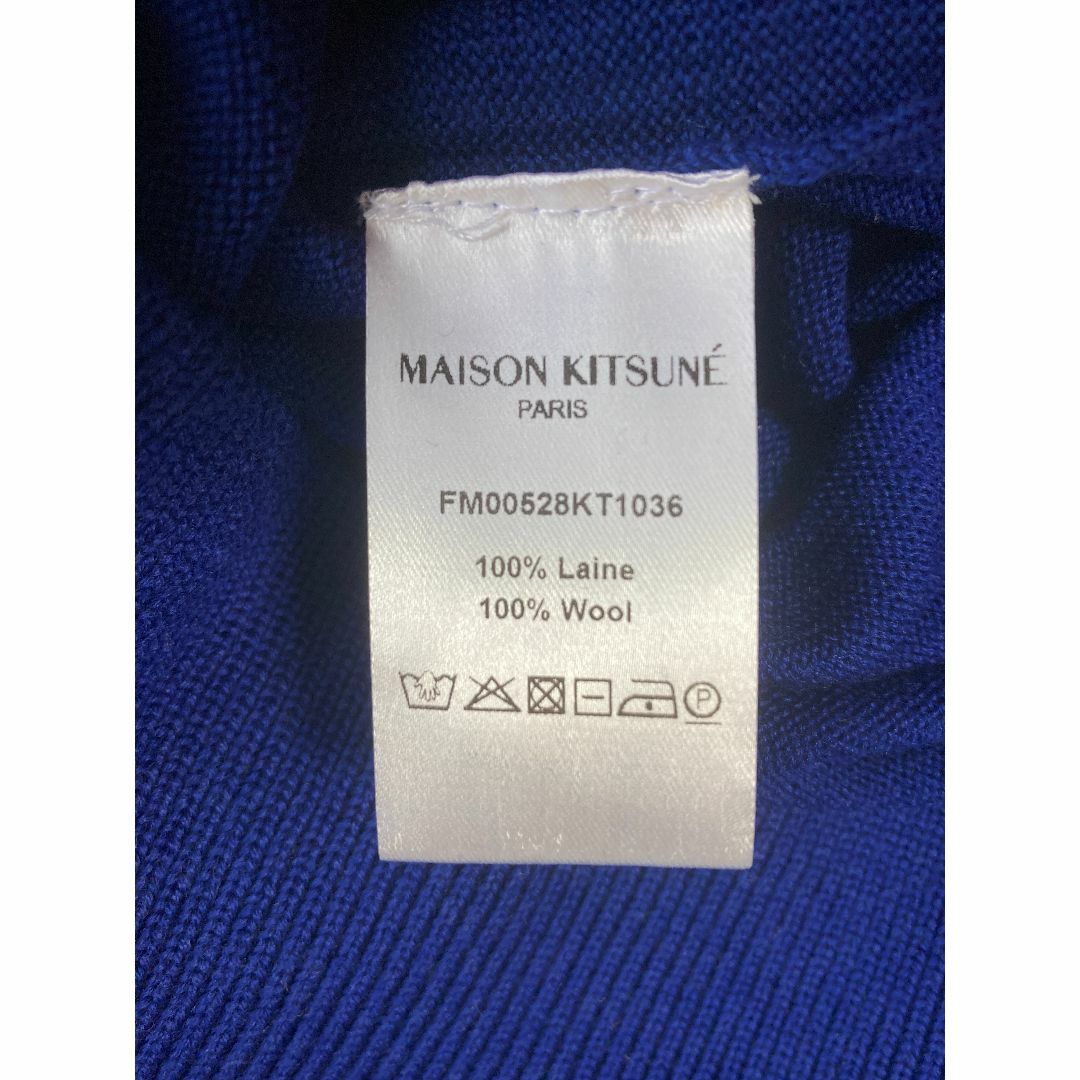 MAISON KITSUNÉ
PARIS
FM00528KT1036
100% Laine
100% Wool
P